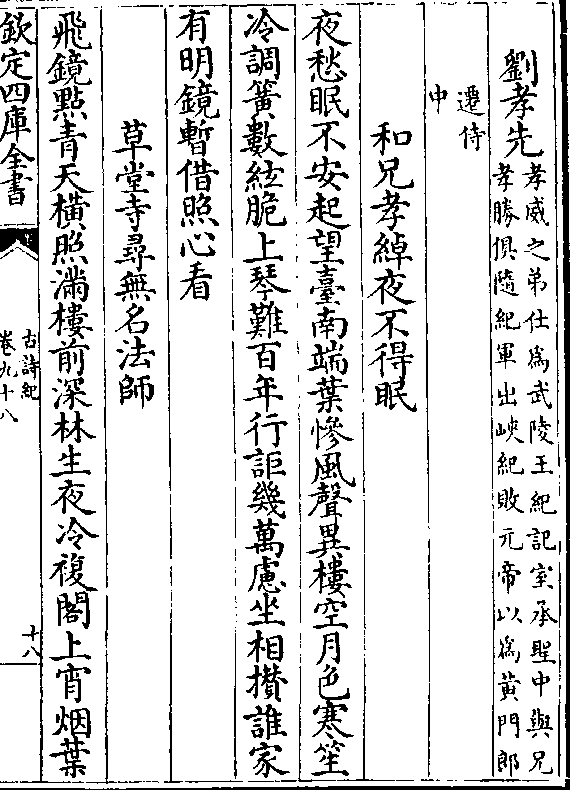 劉孝先
孝威之弟仕爲武陵王紀記室承聖中與兄
孝勝俱隨紀軍出峽紀敗元帝以爲黃門郎
遷侍
中
和兄孝綽夜不得眠
夜愁眠不安起望臺南端葉慘風聲異樓空月色寒笙
冷調簧數絃脆上琴難百年行詎幾萬慮坐相攅誰家
有明鏡暫借照心看
草堂寺尋無名法師
飛鏡點青天橫照滿樓前深林生夜冷複閣上宵烟葉
欽定四庫全書
古詩紀
卷九十八
十八